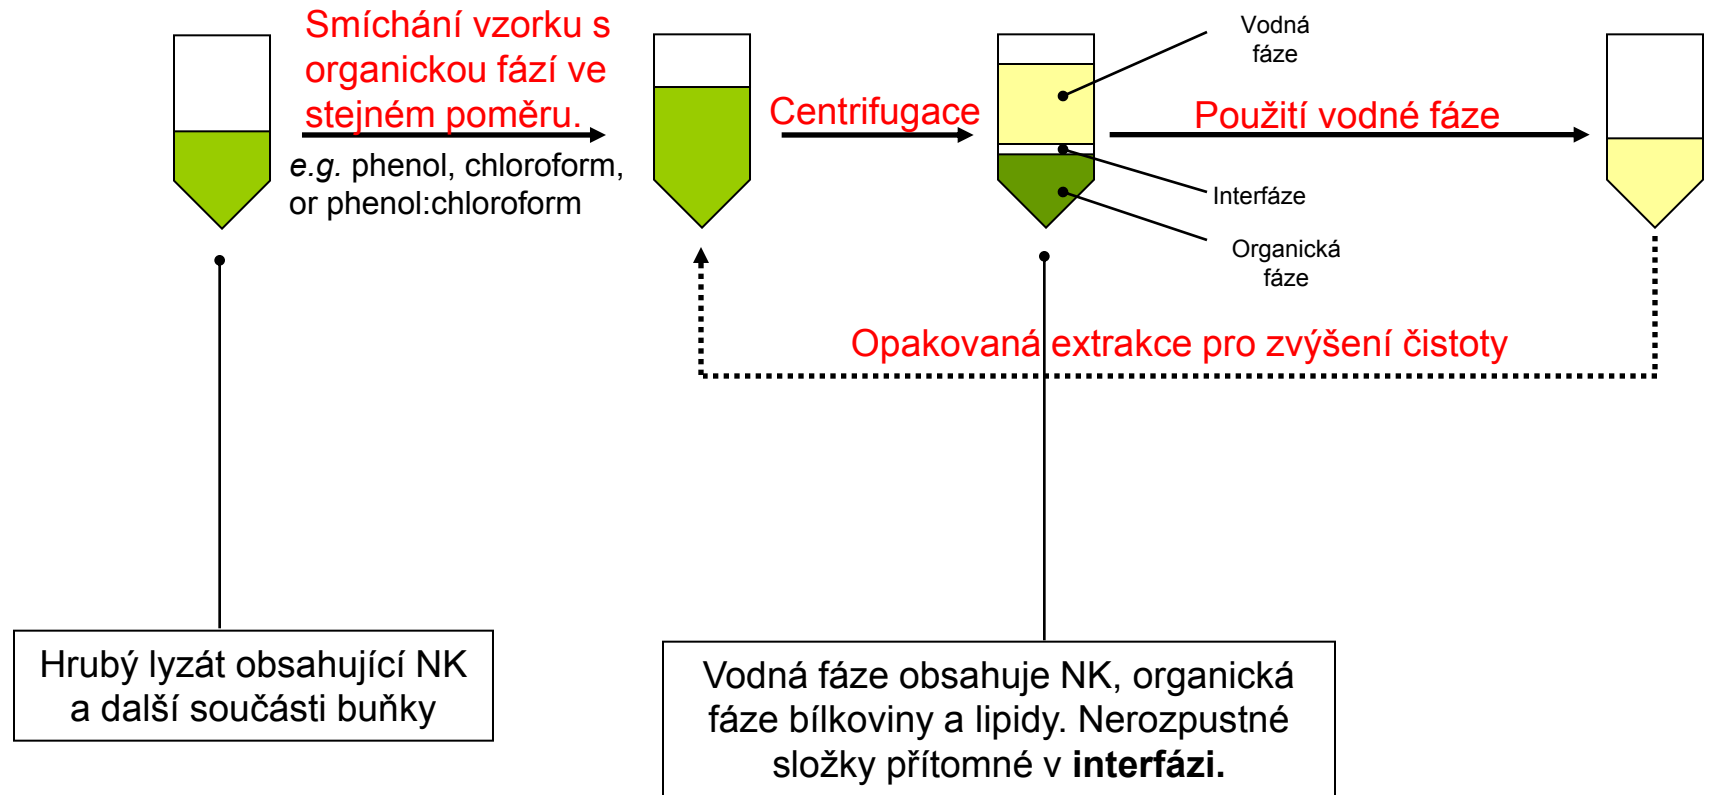 Smíchání vzorku s
organickou fází ve
stejném poměru.
e.g. phenol, chloroform,
or phenol:chloroform
Centrifugace
Vodná
fáze
Interfáze
Organická
fáze
Použití vodné fáze
Opakovaná extrakce pro zvýšení čistoty
Hrubý lyzát obsahující NK
a další součásti buňky
Vodná fáze obsahuje NK, organická
fáze bílkoviny a lipidy. Nerozpustné
složky přítomné v interfázi.